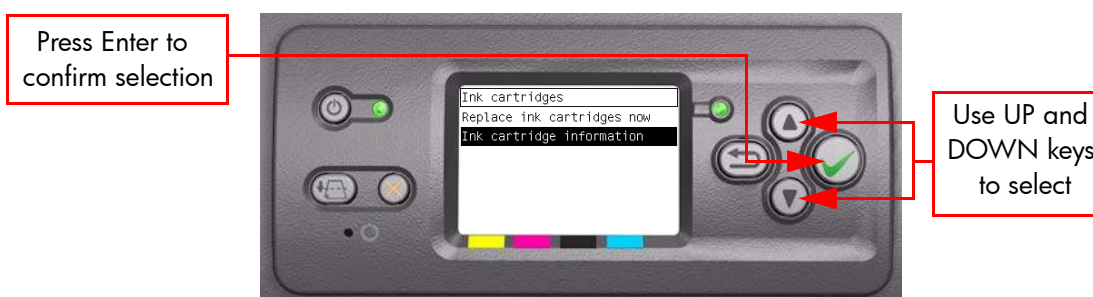 Press Enter to
confirm selection
Ink cartridges
Replace ink cartridges now
Ink cartridge information
Use UP and
DOWN keys
to select